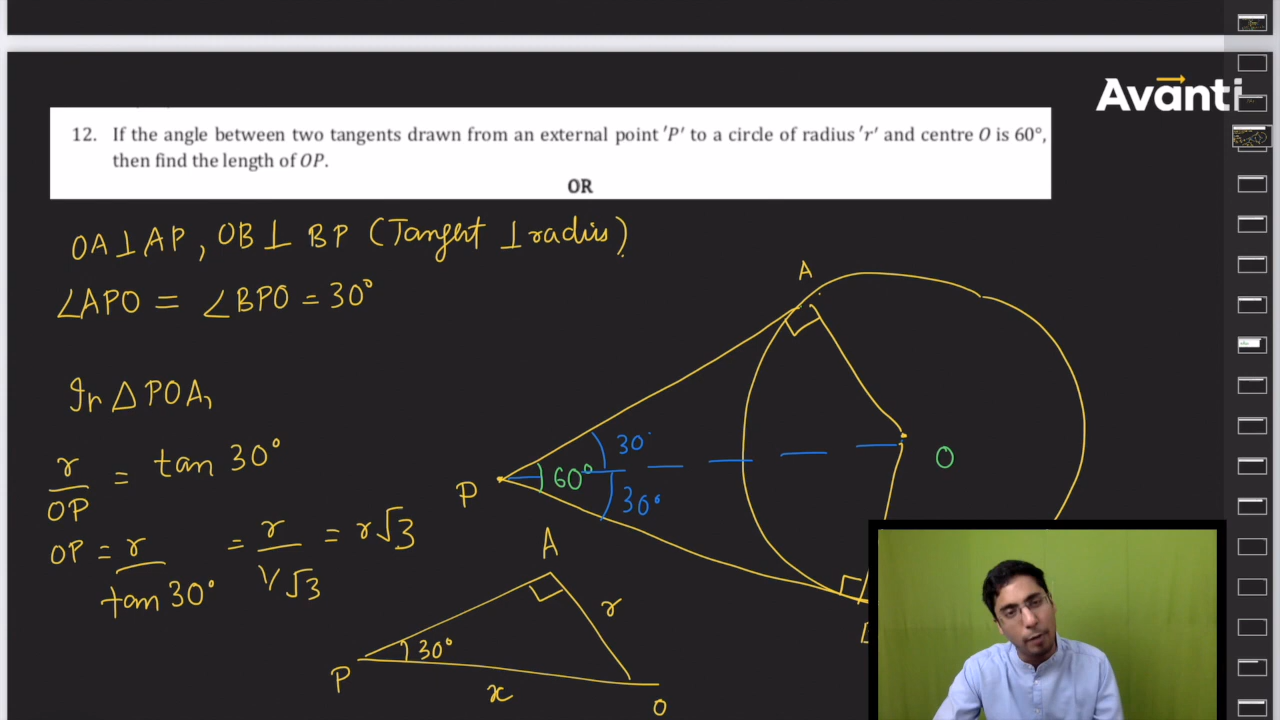 Avanti
12. If the angle between two tangents drawn from an external point 'P' to a circle of radius 'r' and centre O is 60°,
then find the length of OP.
OR
OA⊥AP, OB⊥ BP (Tangent ⊥radius)
∠APO = ∠BPO = 30°
In △POA,
r/OP = tan 30°
OP = r/tan 30° = r/1/√3 = r√3
A
30°
60°
30°
P
O
A
r
30°
P
x
O